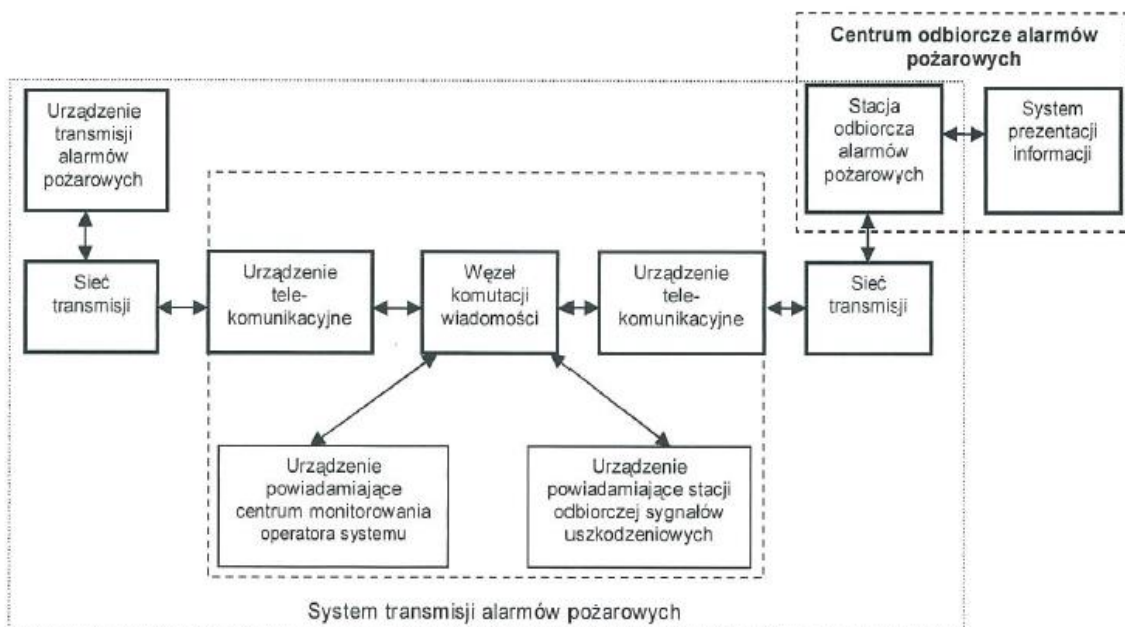 Centrum odbiorcze alarmów
pożarowych
Urządzenie
transmisji
alarmów
pożarowych
Stacja
odbiorcza
alarmów
pożarowych
System
prezentacji
informacji
Sieć
transmisji
Urządzenie
tele-
komunikacyjne
Węzeł
komutacji
wiadomości
Urządzenie
tele-
komunikacyjne
Sieć
transmisji
Urządzenie
powiadamiające
centrum monitorowania
operatora systemu
Urządzenie
powiadamiające stacji
odbiorczej sygnałów
uszkodzeniowych
System transmisji alarmów pożarowych